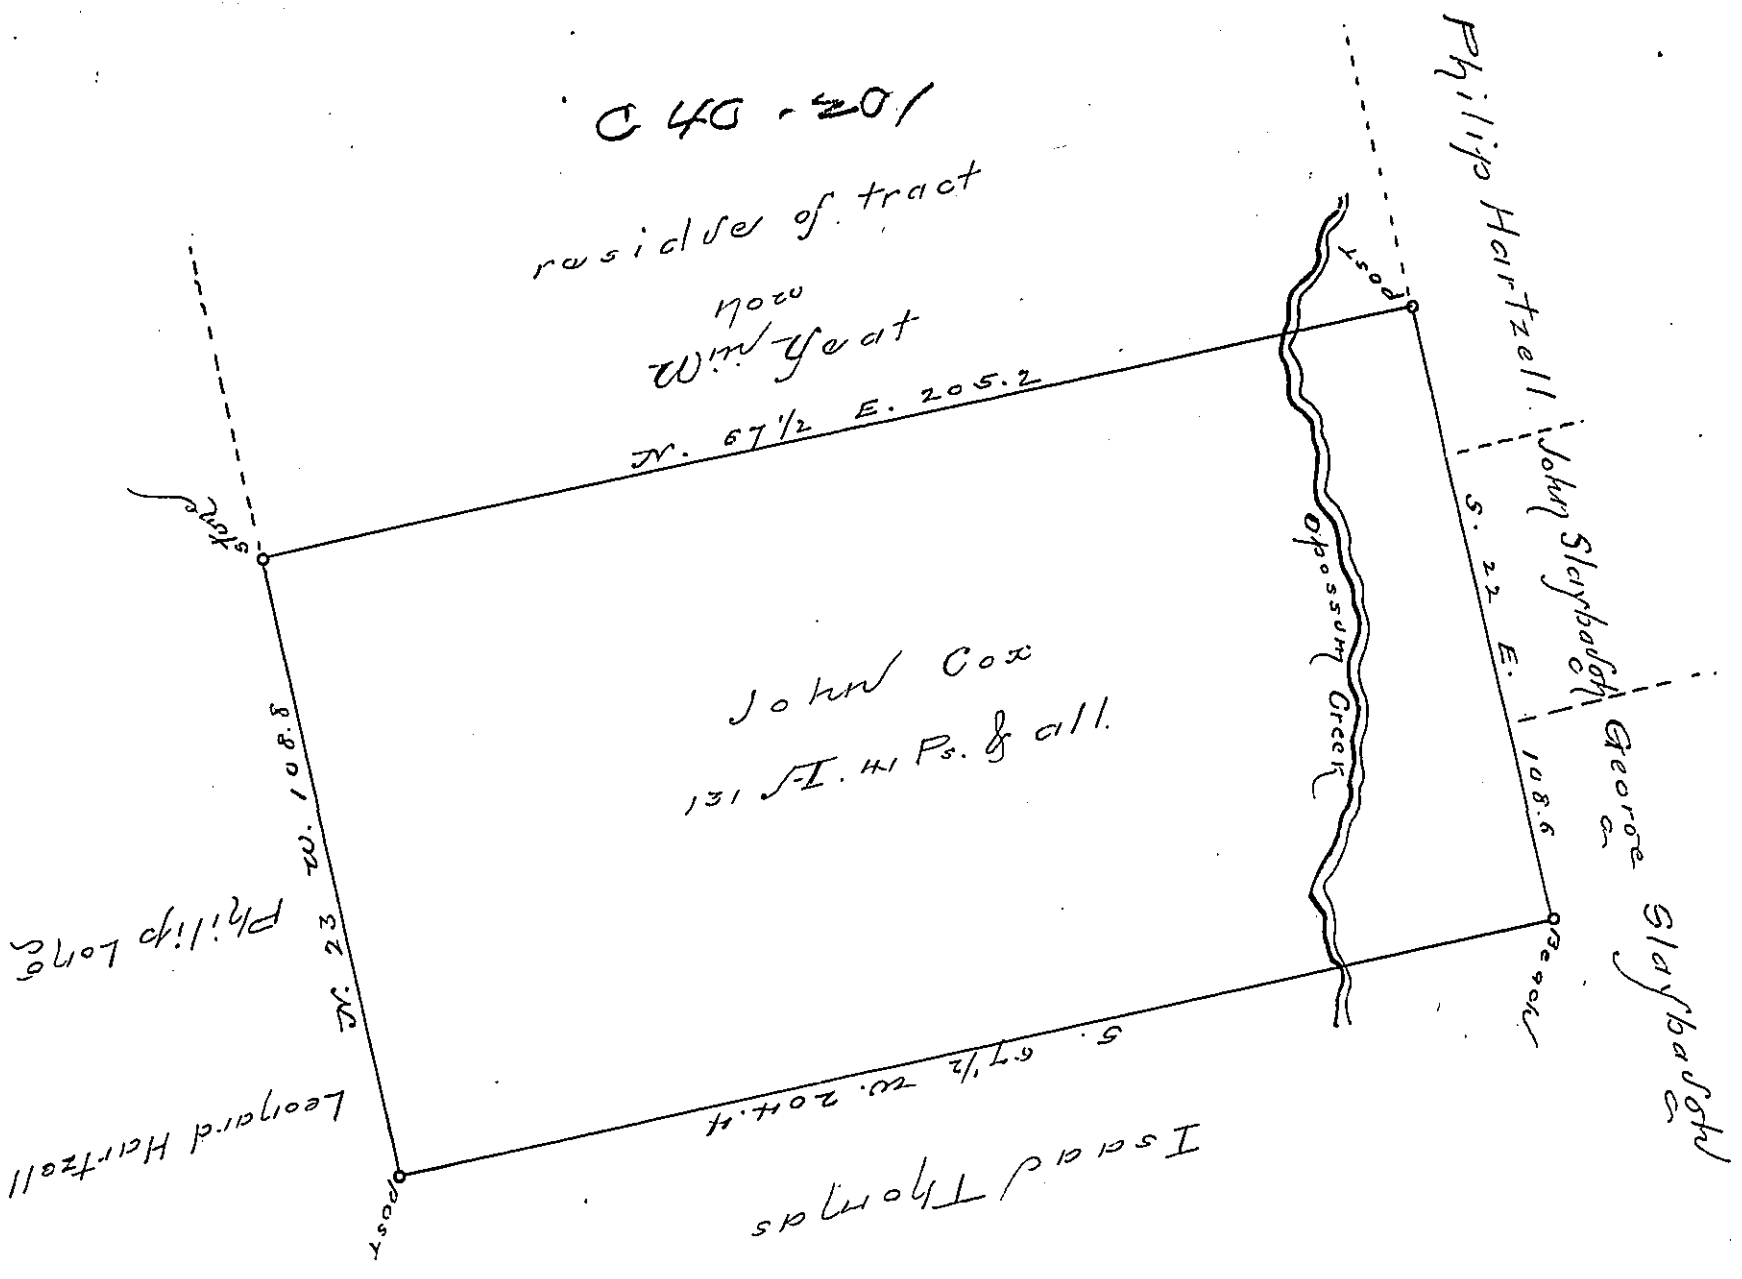 C 40 - 201
residue of tract
now
Wm Yeat
N. 67 1/2 E. 205.2
Philip Hartzell
post
John Slaybaugh
S. 22 E. 108.6
George Slaybaugh
stone
Opossum Creek
John Cox
131 A. 41 Ps. & all.
N. 23 W. 108.8
Philip Long
Leonard Hartzell
S. 67 1/2 W. 204.4
post
Isaac Thomas